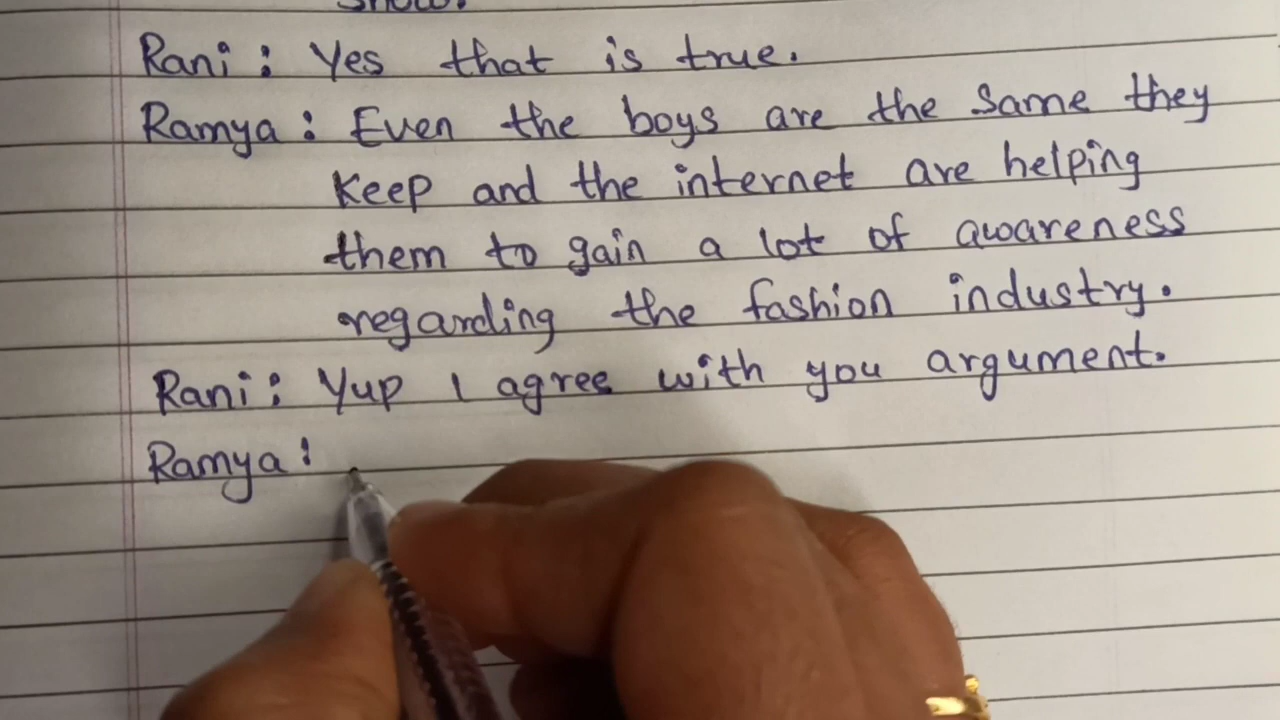 show.
Rani : Yes that is true.
Ramya : Even the boys are the same they
keep and the internet are helping
them to gain a lot of awareness
regarding the fashion industry.
Rani : Yup I agree with you argument.
Ramya :